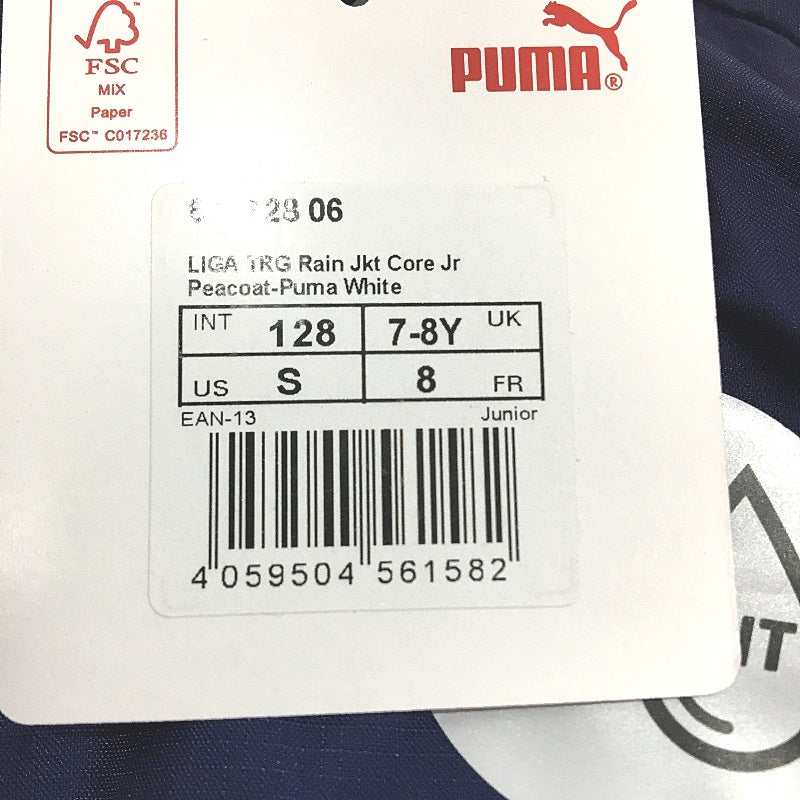 FSC
MIX
Paper
FSC™ C017236
PUMA®
28 06
LIGA TRG Rain Jkt Core Jr
Peacoat-Puma White
INT 128 7-8Y UK
US S 8 FR
EAN-13 Junior
4 059504 561582